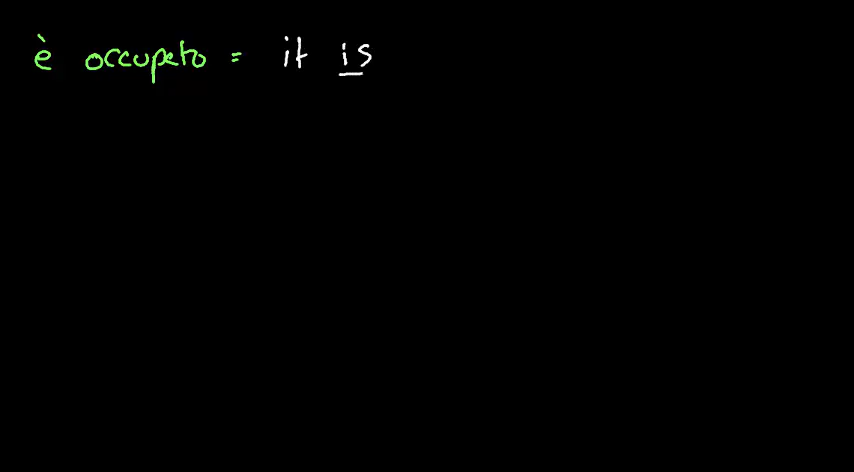 è occupato = it is